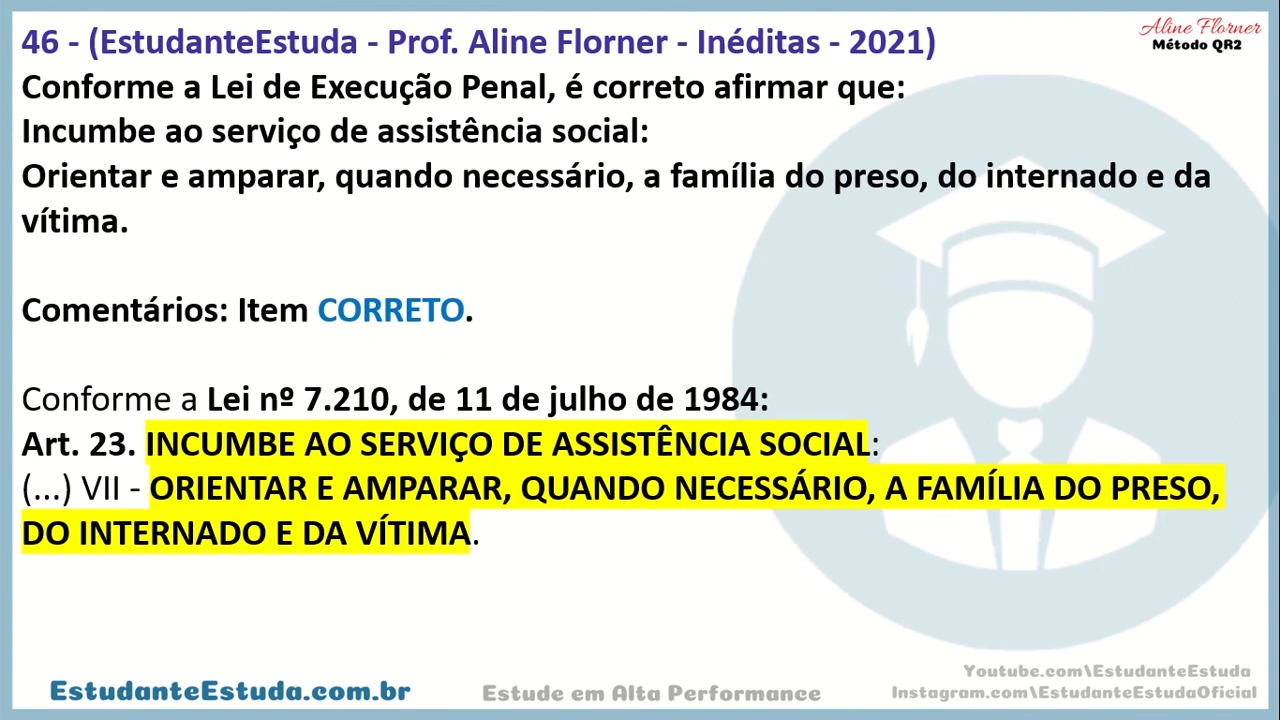 46 - (EstudanteEstuda - Prof. Aline Florner - Inéditas - 2021)
Aline Florner
Método QR2
Conforme a Lei de Execução Penal, é correto afirmar que:
Incumbe ao serviço de assistência social:
Orientar e amparar, quando necessário, a família do preso, do internado e da
vítima.
Comentários: Item CORRETO.
Conforme a Lei nº 7.210, de 11 de julho de 1984:
Art. 23. INCUMBE AO SERVIÇO DE ASSISTÊNCIA SOCIAL:
(...) VII - ORIENTAR E AMPARAR, QUANDO NECESSÁRIO, A FAMÍLIA DO PRESO,
DO INTERNADO E DA VÍTIMA.
EstudanteEstuda.com.br
Estude em Alta Performance
Youtube.com\EstudanteEstuda
Instagram.com\EstudanteEstudaOficial